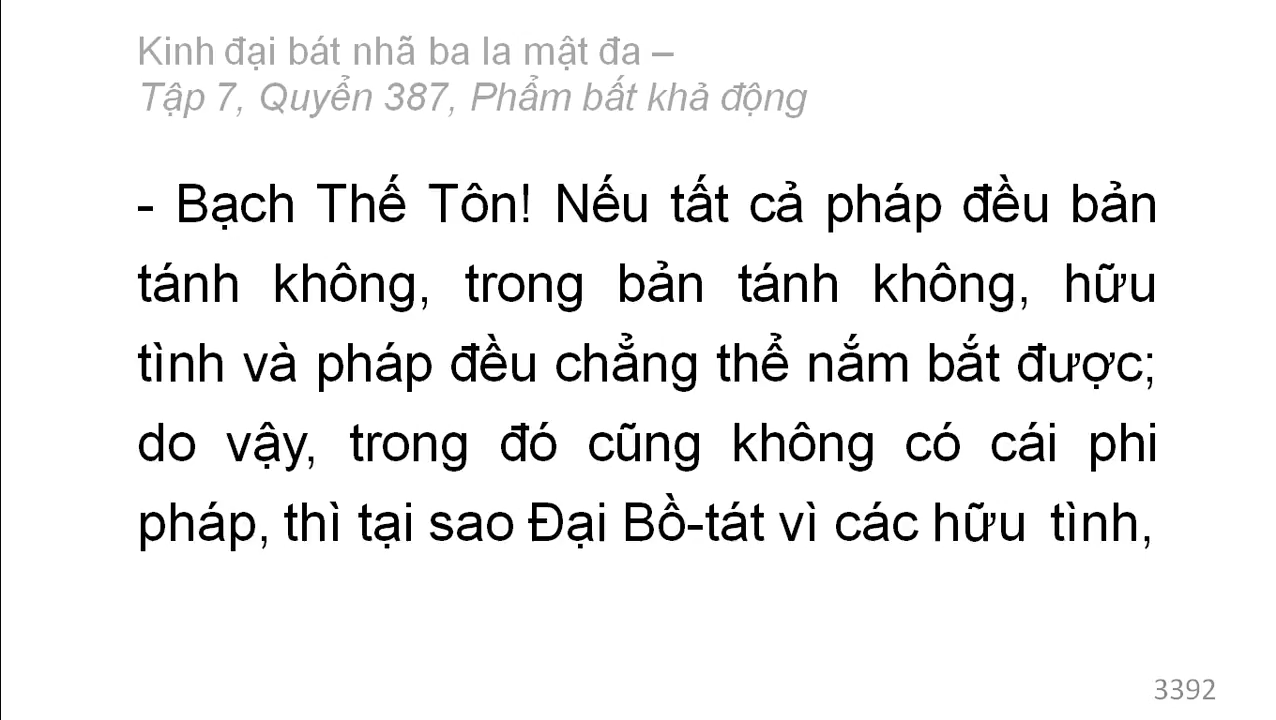 Kinh đại bát nhã ba la mật đa –
Tập 7, Quyển 387, Phẩm bất khả động
- Bạch Thế Tôn! Nếu tất cả pháp đều bản
tánh không, trong bản tánh không, hữu
tình và pháp đều chẳng thể nắm bắt được;
do vậy, trong đó cũng không có cái phi
pháp, thì tại sao Đại Bồ-tát vì các hữu tình,
3392